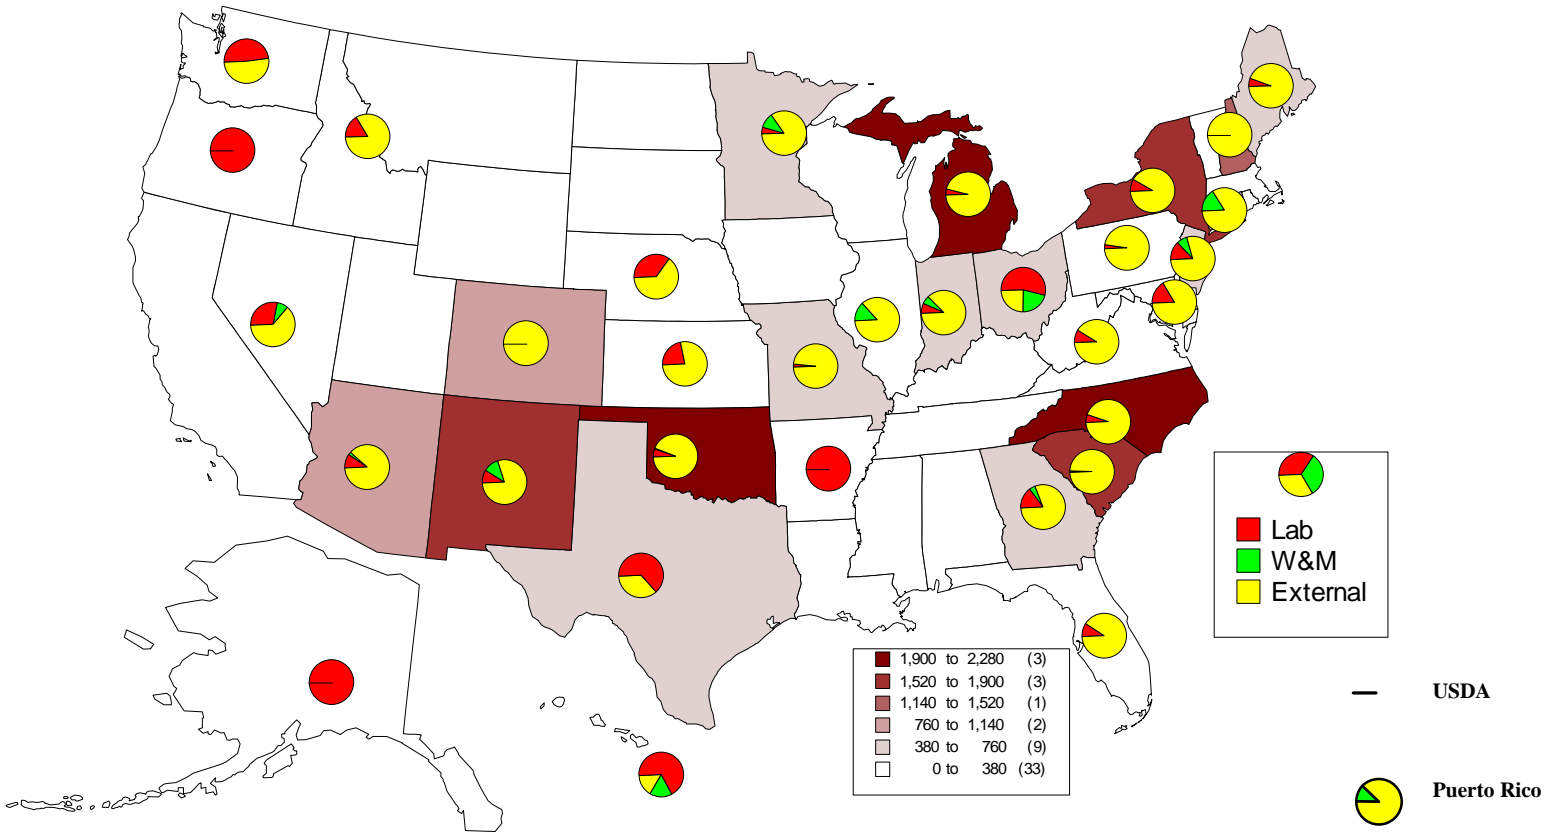 Lab
W&M
External
1,900 to 2,280 (3)
1,520 to 1,900 (3)
1,140 to 1,520 (1)
760 to 1,140 (2)
380 to 760 (9)
0 to 380 (33)
USDA
Puerto Rico